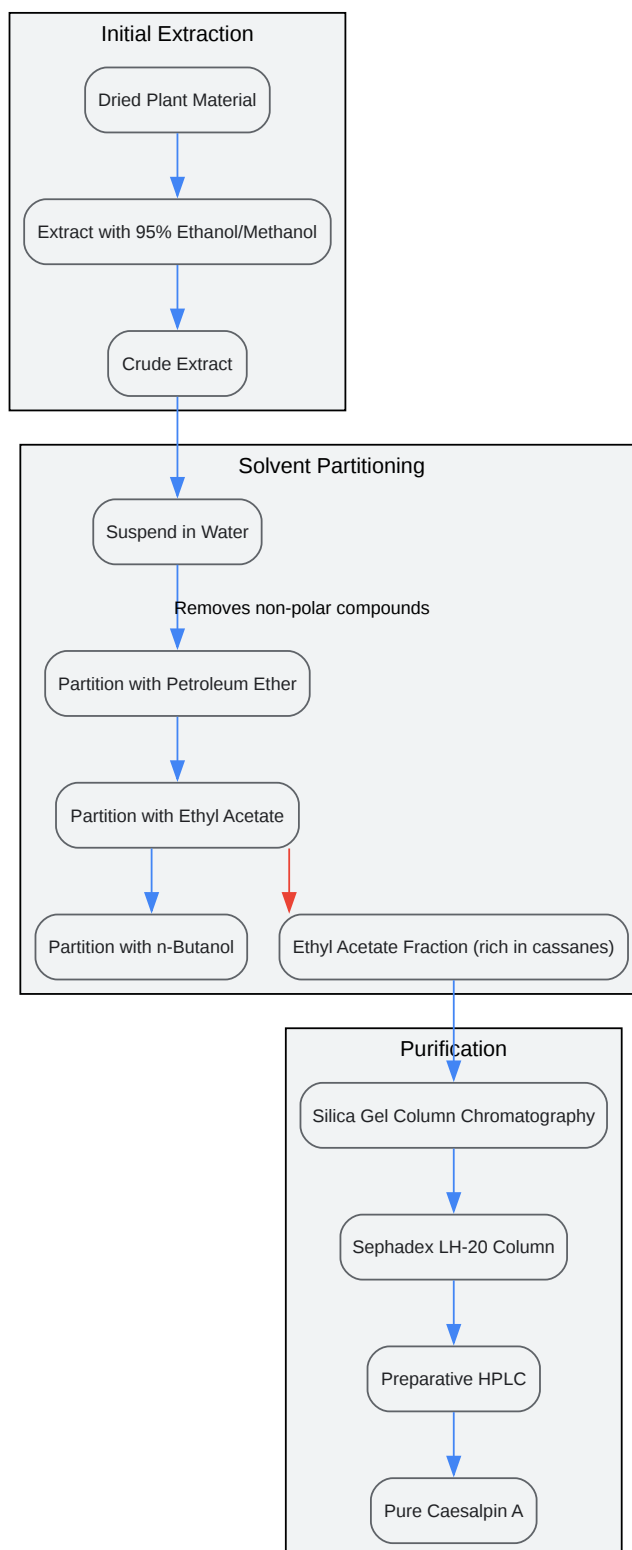 Initial Extraction
Dried Plant Material
Extract with 95% Ethanol/Methanol
Crude Extract
Solvent Partitioning
Suspend in Water
Removes non-polar compounds
Partition with Petroleum Ether
Partition with Ethyl Acetate
Partition with n-Butanol
Ethyl Acetate Fraction (rich in cassanes)
Purification
Silica Gel Column Chromatography
Sephadex LH-20 Column
Preparative HPLC
Pure Caesalpin A